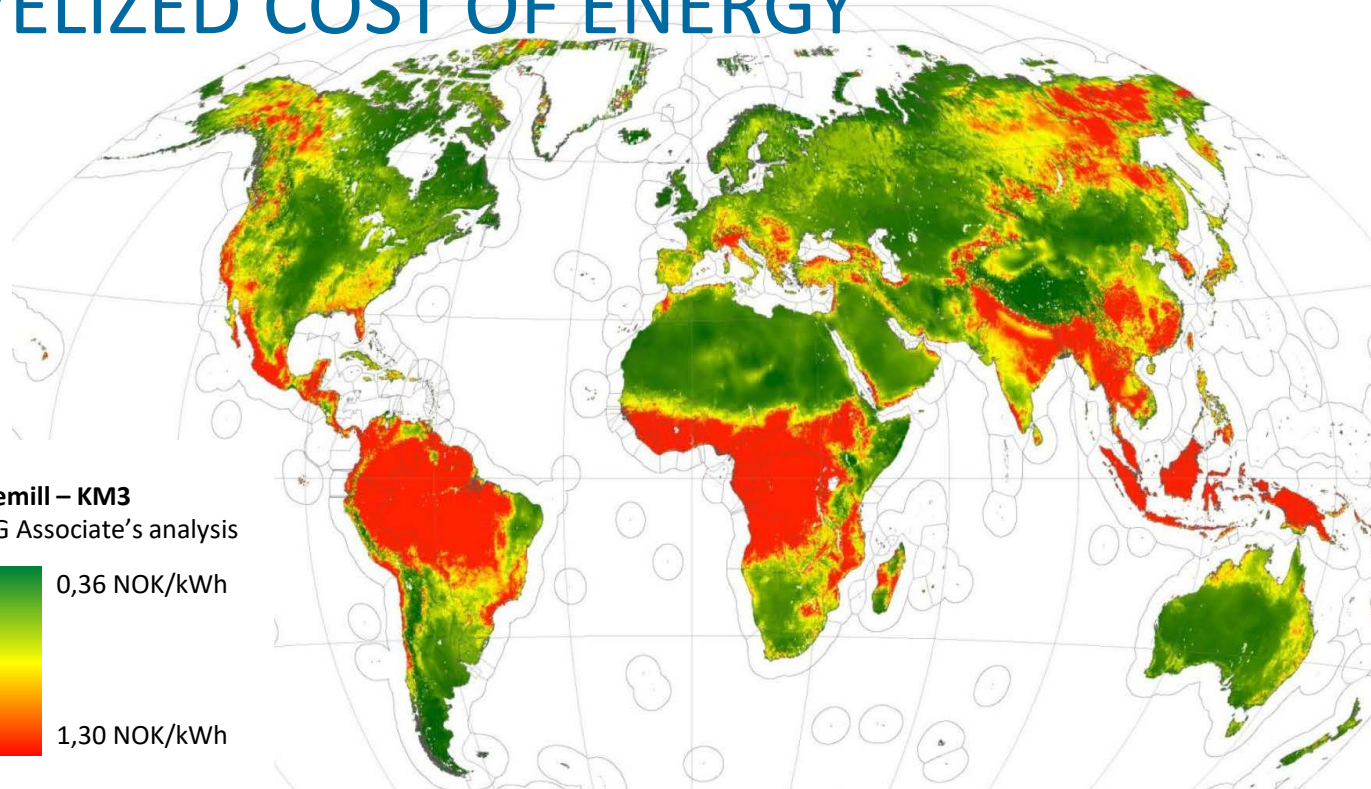 ELIZED COST OF ENERGY
emill – KM3
G Associate's analysis
0,36 NOK/kWh
1,30 NOK/kWh